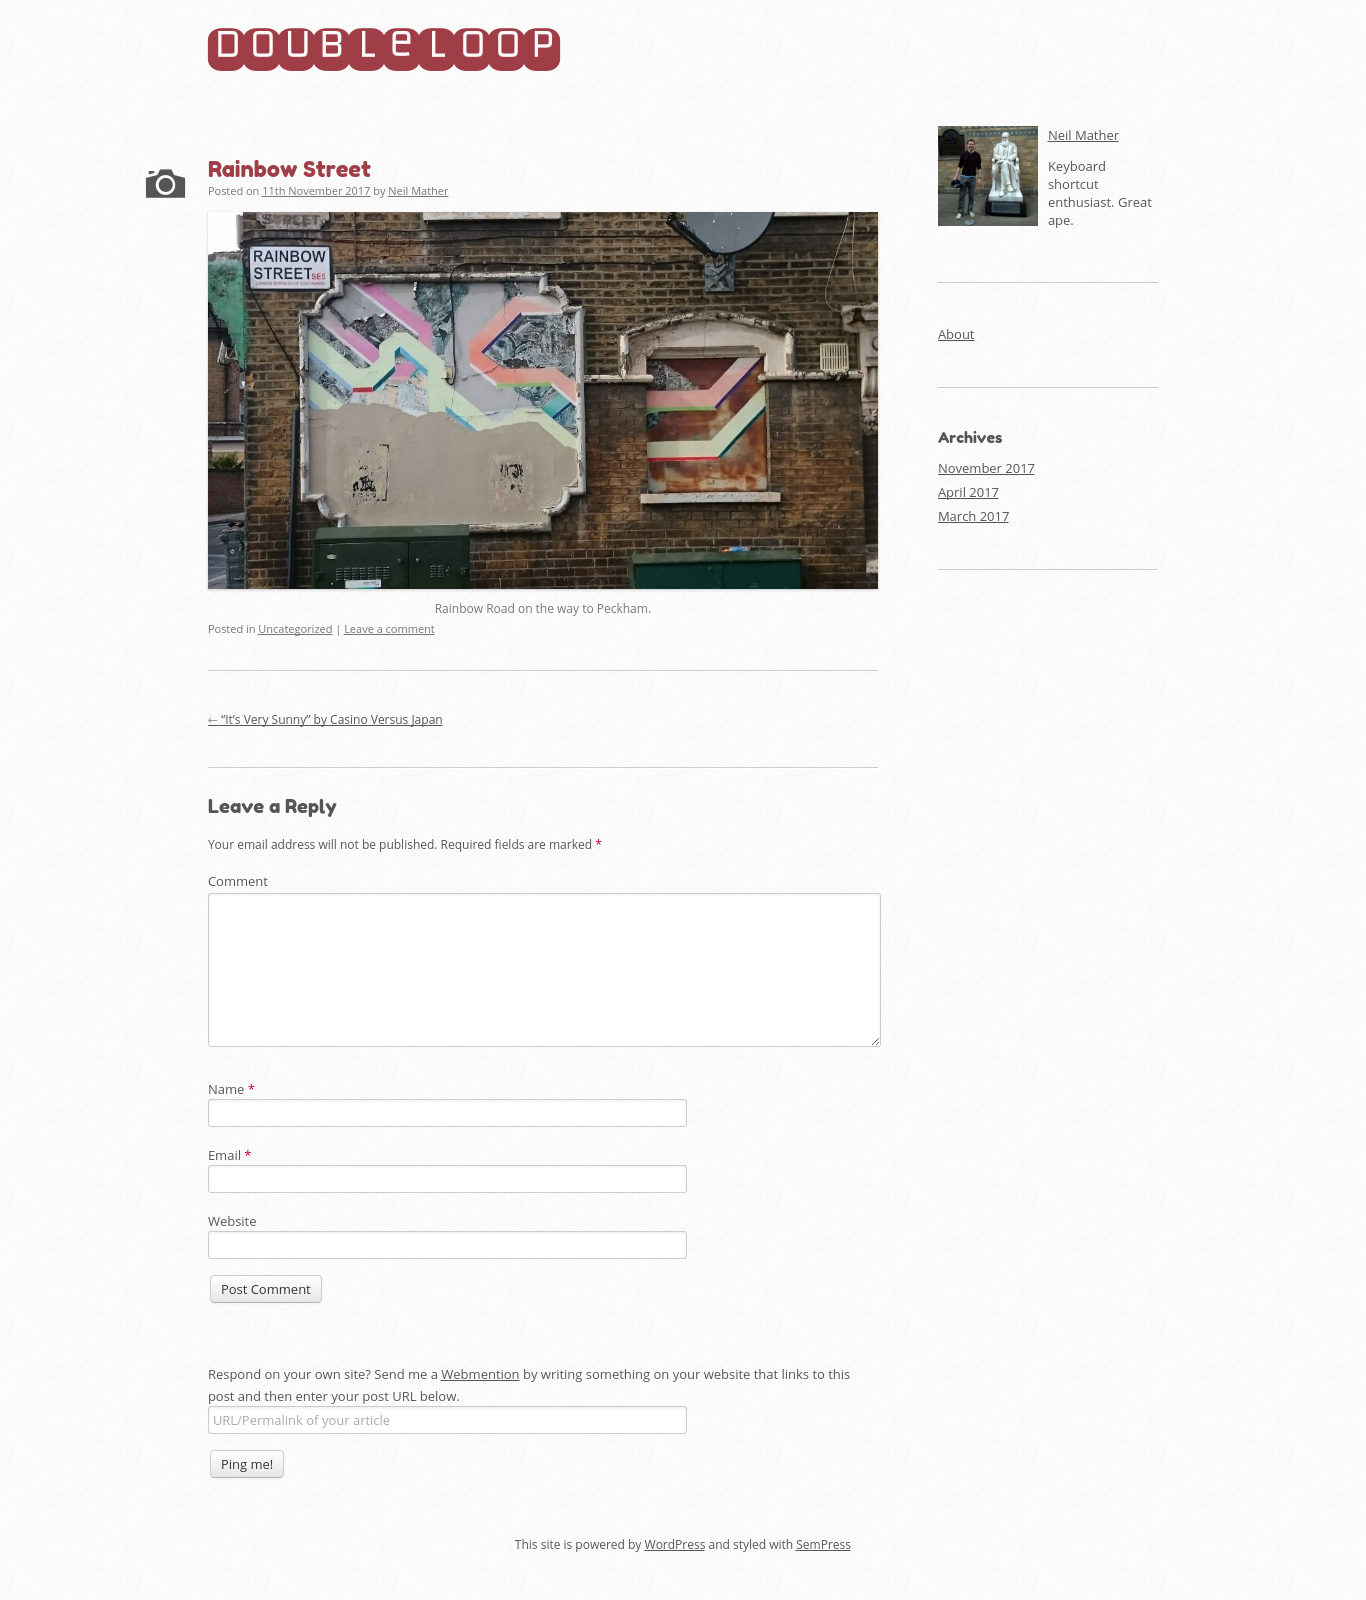 DOUBLELOOP
Rainbow Street
Posted on 11th November 2017 by Neil Mather
RAINBOW
STREET SE5
Rainbow Road on the way to Peckham.
Posted in Uncategorized | Leave a comment
← “It’s Very Sunny” by Casino Versus Japan
Leave a Reply
Your email address will not be published. Required fields are marked *
Comment
Name *
Email *
Website
Post Comment
Respond on your own site? Send me a Webmention by writing something on your website that links to this
post and then enter your post URL below.
URL/Permalink of your article
Ping me!
Neil Mather
Keyboard
shortcut
enthusiast. Great
ape.
About
Archives
November 2017
April 2017
March 2017
This site is powered by WordPress and styled with SemPress